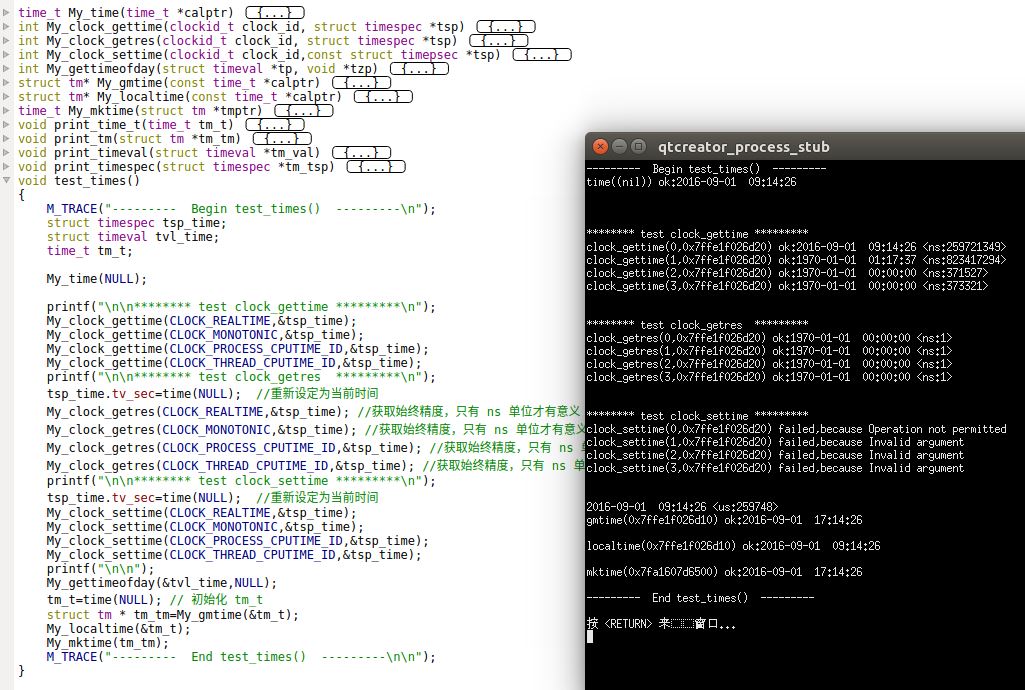 time_t My_time(time_t *calptr) {...}
int My_clock_gettime(clockid_t clock_id, struct timespec *tsp) {...}
int My_clock_getres(clockid_t clock_id, struct timespec *tsp) {...}
int My_clock_settime(clockid_t clock_id,const struct timepsec *tsp) {...}
int My_gettimeofday(struct timeval *tp, void *tzp) {...}
struct tm* My_gmtime(const time_t *calptr) {...}
struct tm* My_localtime(const time_t *calptr) {...}
time_t My_mktime(struct tm *tmptr) {...}
void print_time_t(time_t tm_t) {...}
void print_tm(struct tm *tm_tm) {...}
void print_timeval(struct timeval *tm_val) {...}
void print_timespec(struct timespec *tm_tsp) {...}
void test_times()
{
M_TRACE("---------  Begin test_times()  ---------\n");
struct timespec tsp_time;
struct timeval tvl_time;
time_t tm_t;
My_time(NULL);
printf("\n\n******** test clock_gettime *********\n");
My_clock_gettime(CLOCK_REALTIME,&tsp_time);
My_clock_gettime(CLOCK_MONOTONIC,&tsp_time);
My_clock_gettime(CLOCK_PROCESS_CPUTIME_ID,&tsp_time);
My_clock_gettime(CLOCK_THREAD_CPUTIME_ID,&tsp_time);
printf("\n\n******** test clock_getres  *********\n");
tsp_time.tv_sec=time(NULL);  //重新设定为当前时间
My_clock_getres(CLOCK_REALTIME,&tsp_time); //获取始终精度，只有 ns 单位才有意义
My_clock_getres(CLOCK_MONOTONIC,&tsp_time); //获取始终精度，只有 ns 单位才有意义
My_clock_getres(CLOCK_PROCESS_CPUTIME_ID,&tsp_time); //获取始终精度，只有 ns
My_clock_getres(CLOCK_THREAD_CPUTIME_ID,&tsp_time); //获取始终精度，只有 ns 单
printf("\n\n******** test clock_settime *********\n");
tsp_time.tv_sec=time(NULL);  //重新设定为当前时间
My_clock_settime(CLOCK_REALTIME,&tsp_time);
My_clock_settime(CLOCK_MONOTONIC,&tsp_time);
My_clock_settime(CLOCK_PROCESS_CPUTIME_ID,&tsp_time);
My_clock_settime(CLOCK_THREAD_CPUTIME_ID,&tsp_time);
printf("\n\n");
My_gettimeofday(&tvl_time,NULL);
tm_t=time(NULL); // 初始化 tm_t
struct tm * tm_tm=My_gmtime(&tm_t);
My_localtime(&tm_t);
My_mktime(tm_tm);
M_TRACE("---------  End test_times()  ---------\n\n");
}
qtcreator_process_stub
---------  Begin test_times()  ---------
time((nil)) ok:2016-09-01  09:14:26
******** test clock_gettime *********
clock_gettime(0,0x7ffe1f026d20) ok:2016-09-01  09:14:26 <ns:259721349>
clock_gettime(1,0x7ffe1f026d20) ok:1970-01-01  01:17:37 <ns:823417294>
clock_gettime(2,0x7ffe1f026d20) ok:1970-01-01  00:00:00 <ns:371527>
clock_gettime(3,0x7ffe1f026d20) ok:1970-01-01  00:00:00 <ns:373321>
******** test clock_getres  *********
clock_getres(0,0x7ffe1f026d20) ok:1970-01-01  00:00:00 <ns:1>
clock_getres(1,0x7ffe1f026d20) ok:1970-01-01  00:00:00 <ns:1>
clock_getres(2,0x7ffe1f026d20) ok:1970-01-01  00:00:00 <ns:1>
clock_getres(3,0x7ffe1f026d20) ok:1970-01-01  00:00:00 <ns:1>
******** test clock_settime *********
clock_settime(0,0x7ffe1f026d20) failed,because Operation not permitted
clock_settime(1,0x7ffe1f026d20) failed,because Invalid argument
clock_settime(2,0x7ffe1f026d20) failed,because Invalid argument
clock_settime(3,0x7ffe1f026d20) failed,because Invalid argument
2016-09-01  09:14:26 <us:259748>
gmtime(0x7ffe1f026d10) ok:2016-09-01  17:14:26
localtime(0x7ffe1f026d10) ok:2016-09-01  09:14:26
mktime(0x7fa1607d6500) ok:2016-09-01  17:14:26
---------  End test_times()  ---------
按 <RETURN> 来窗口...